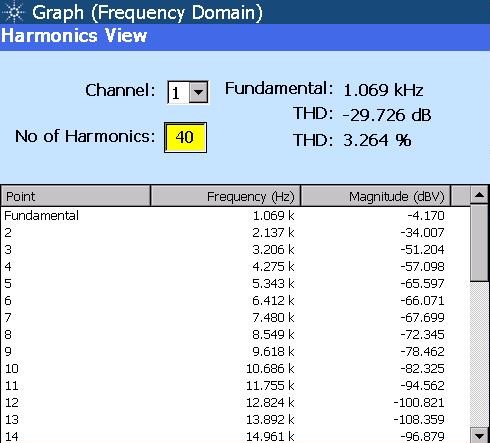 Graph (Frequency Domain)
Harmonics View
Channel: 1 Fundamental: 1.069 kHz
THD: -29.726 dB
No of Harmonics: 40 THD: 3.264 %
Point Frequency (Hz) Magnitude (dBV)
Fundamental 1.069 k -4.170
2 2.137 k -34.007
3 3.206 k -51.204
4 4.275 k -57.098
5 5.343 k -65.597
6 6.412 k -66.071
7 7.480 k -67.699
8 8.549 k -72.345
9 9.618 k -78.462
10 10.686 k -82.325
11 11.755 k -94.562
12 12.824 k -100.821
13 13.892 k -108.359
14 14.961 k -96.879